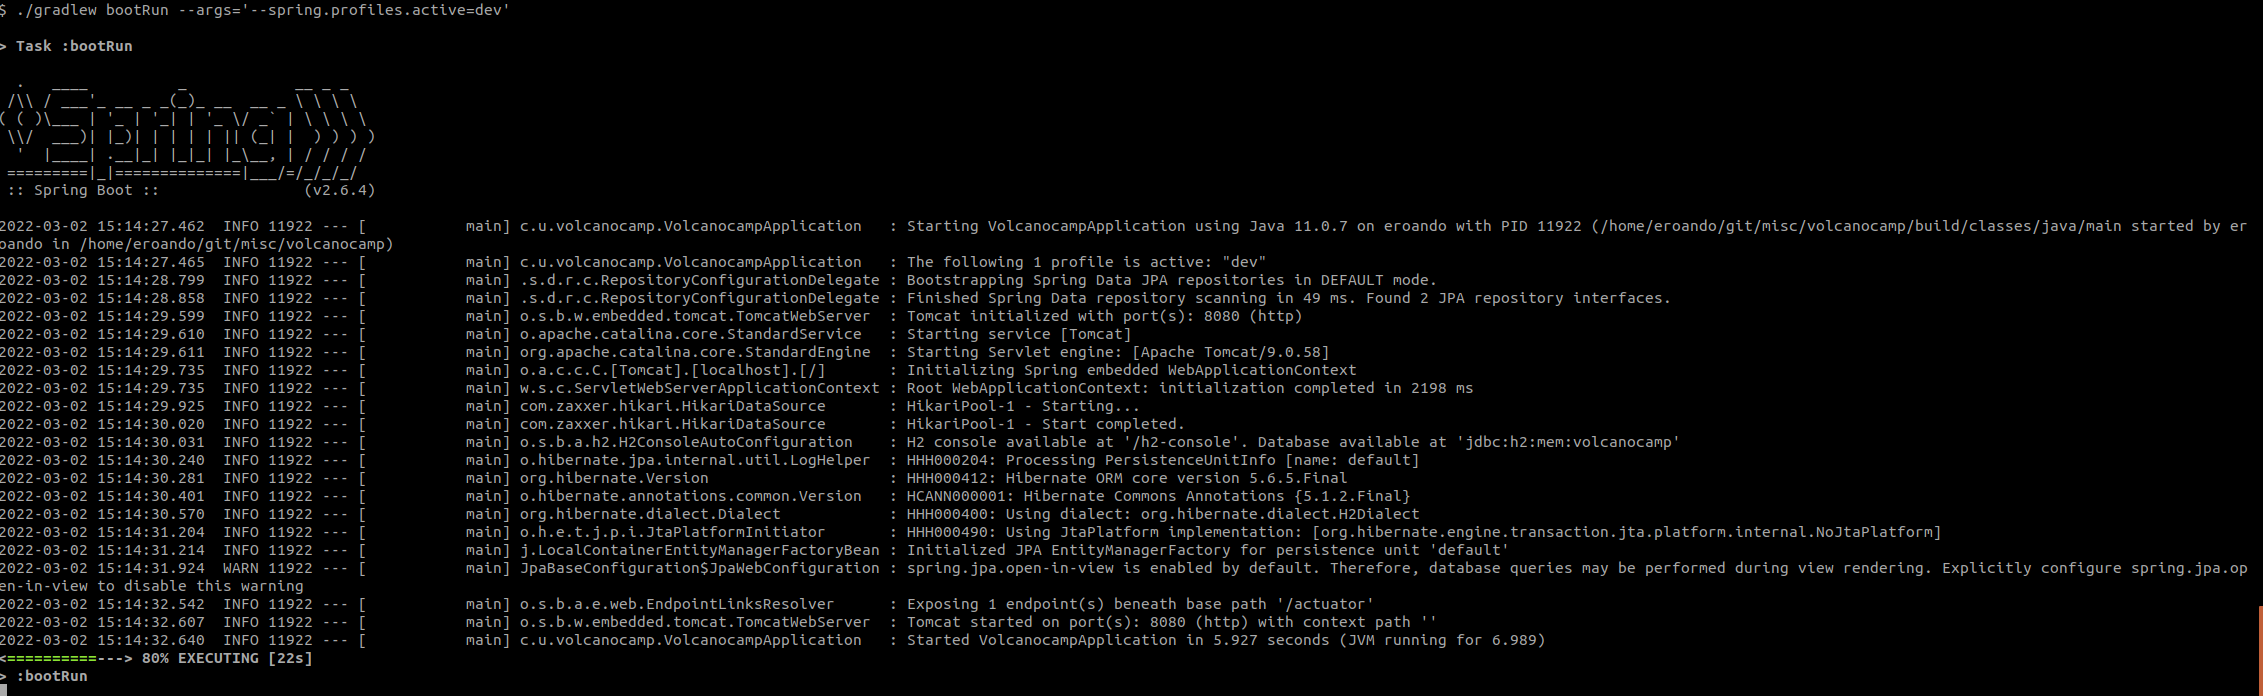 $ ./gradlew bootRun --args='--spring.profiles.active=dev'
> Task :bootRun
  .   ____          _            __ _ _
 /\\ / ___'_ __ _ _(_)_ __  __ _ \ \ \ \
( ( )\___ | '_ | '_| | '_ \/ _` | \ \ \ \
 \\/  ___)| |_)| | | | | || (_| |  ) ) ) )
  '  |____| .__|_| |_|_| |_\__, | / / / /
 =========|_|==============|___/=/_/_/_/
 :: Spring Boot ::                (v2.6.4)
2022-03-02 15:14:27.462  INFO 11922 --- [           main] c.u.volcanocamp.VolcanocampApplication   : Starting VolcanocampApplication using Java 11.0.7 on eroando with PID 11922 (/home/eroando/git/misc/volcanocamp/build/classes/java/main started by er
oando in /home/eroando/git/misc/volcanocamp)
2022-03-02 15:14:27.465  INFO 11922 --- [           main] c.u.volcanocamp.VolcanocampApplication   : The following 1 profile is active: "dev"
2022-03-02 15:14:28.799  INFO 11922 --- [           main] .s.d.r.c.RepositoryConfigurationDelegate : Bootstrapping Spring Data JPA repositories in DEFAULT mode.
2022-03-02 15:14:28.858  INFO 11922 --- [           main] .s.d.r.c.RepositoryConfigurationDelegate : Finished Spring Data repository scanning in 49 ms. Found 2 JPA repository interfaces.
2022-03-02 15:14:29.599  INFO 11922 --- [           main] o.s.b.w.embedded.tomcat.TomcatWebServer  : Tomcat initialized with port(s): 8080 (http)
2022-03-02 15:14:29.610  INFO 11922 --- [           main] o.apache.catalina.core.StandardService   : Starting service [Tomcat]
2022-03-02 15:14:29.611  INFO 11922 --- [           main] org.apache.catalina.core.StandardEngine  : Starting Servlet engine: [Apache Tomcat/9.0.58]
2022-03-02 15:14:29.735  INFO 11922 --- [           main] o.a.c.c.C.[Tomcat].[localhost].[/]       : Initializing Spring embedded WebApplicationContext
2022-03-02 15:14:29.735  INFO 11922 --- [           main] w.s.c.ServletWebServerApplicationContext : Root WebApplicationContext: initialization completed in 2198 ms
2022-03-02 15:14:29.925  INFO 11922 --- [           main] com.zaxxer.hikari.HikariDataSource       : HikariPool-1 - Starting...
2022-03-02 15:14:30.020  INFO 11922 --- [           main] com.zaxxer.hikari.HikariDataSource       : HikariPool-1 - Start completed.
2022-03-02 15:14:30.031  INFO 11922 --- [           main] o.s.b.a.h2.H2ConsoleAutoConfiguration    : H2 console available at '/h2-console'. Database available at 'jdbc:h2:mem:volcanocamp'
2022-03-02 15:14:30.240  INFO 11922 --- [           main] o.hibernate.jpa.internal.util.LogHelper  : HHH000204: Processing PersistenceUnitInfo [name: default]
2022-03-02 15:14:30.281  INFO 11922 --- [           main] org.hibernate.Version                    : HHH000412: Hibernate ORM core version 5.6.5.Final
2022-03-02 15:14:30.401  INFO 11922 --- [           main] o.hibernate.annotations.common.Version   : HCANN000001: Hibernate Commons Annotations {5.1.2.Final}
2022-03-02 15:14:30.570  INFO 11922 --- [           main] org.hibernate.dialect.Dialect            : HHH000400: Using dialect: org.hibernate.dialect.H2Dialect
2022-03-02 15:14:31.204  INFO 11922 --- [           main] o.h.e.t.j.p.i.JtaPlatformInitiator       : HHH000490: Using JtaPlatform implementation: [org.hibernate.engine.transaction.jta.platform.internal.NoJtaPlatform]
2022-03-02 15:14:31.214  INFO 11922 --- [           main] j.LocalContainerEntityManagerFactoryBean : Initialized JPA EntityManagerFactory for persistence unit 'default'
2022-03-02 15:14:31.924  WARN 11922 --- [           main] JpaBaseConfiguration$JpaWebConfiguration : spring.jpa.open-in-view is enabled by default. Therefore, database queries may be performed during view rendering. Explicitly configure spring.jpa.op
en-in-view to disable this warning
2022-03-02 15:14:32.542  INFO 11922 --- [           main] o.s.b.a.e.web.EndpointLinksResolver      : Exposing 1 endpoint(s) beneath base path '/actuator'
2022-03-02 15:14:32.607  INFO 11922 --- [           main] o.s.b.w.embedded.tomcat.TomcatWebServer  : Tomcat started on port(s): 8080 (http) with context path ''
2022-03-02 15:14:32.640  INFO 11922 --- [           main] c.u.volcanocamp.VolcanocampApplication   : Started VolcanocampApplication in 5.927 seconds (JVM running for 6.989)
<==========---> 80% EXECUTING [22s]
> :bootRun